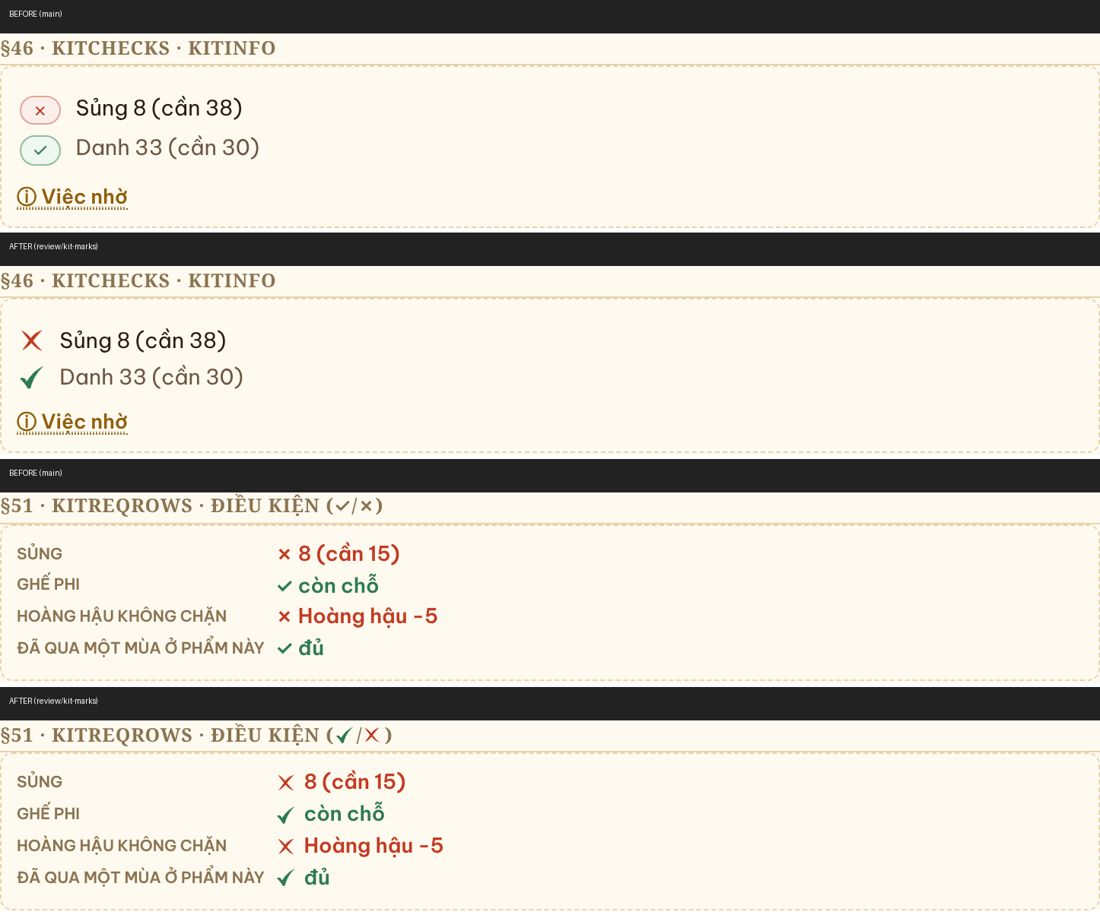 BEFORE (main)
§46 · KITCHECKS · KITINFO
✕ Sủng 8 (cần 38)
✓ Danh 33 (cần 30)
ⓘ Việc nhờ
AFTER (review/kit-marks)
§46 · KITCHECKS · KITINFO
✗ Sủng 8 (cần 38)
✓ Danh 33 (cần 30)
ⓘ Việc nhờ
BEFORE (main)
§51 · KITREQROWS · ĐIỀU KIỆN (✓/✕)
SỦNG ✕ 8 (cần 15)
GHẾ PHI ✓ còn chỗ
HOÀNG HẬU KHÔNG CHẶN ✕ Hoàng hậu -5
ĐÃ QUA MỘT MÙA Ở PHẨM NÀY ✓ đủ
AFTER (review/kit-marks)
§51 · KITREQROWS · ĐIỀU KIỆN (✓/✗)
SỦNG ✗ 8 (cần 15)
GHẾ PHI ✓ còn chỗ
HOÀNG HẬU KHÔNG CHẶN ✗ Hoàng hậu -5
ĐÃ QUA MỘT MÙA Ở PHẨM NÀY ✓ đủ